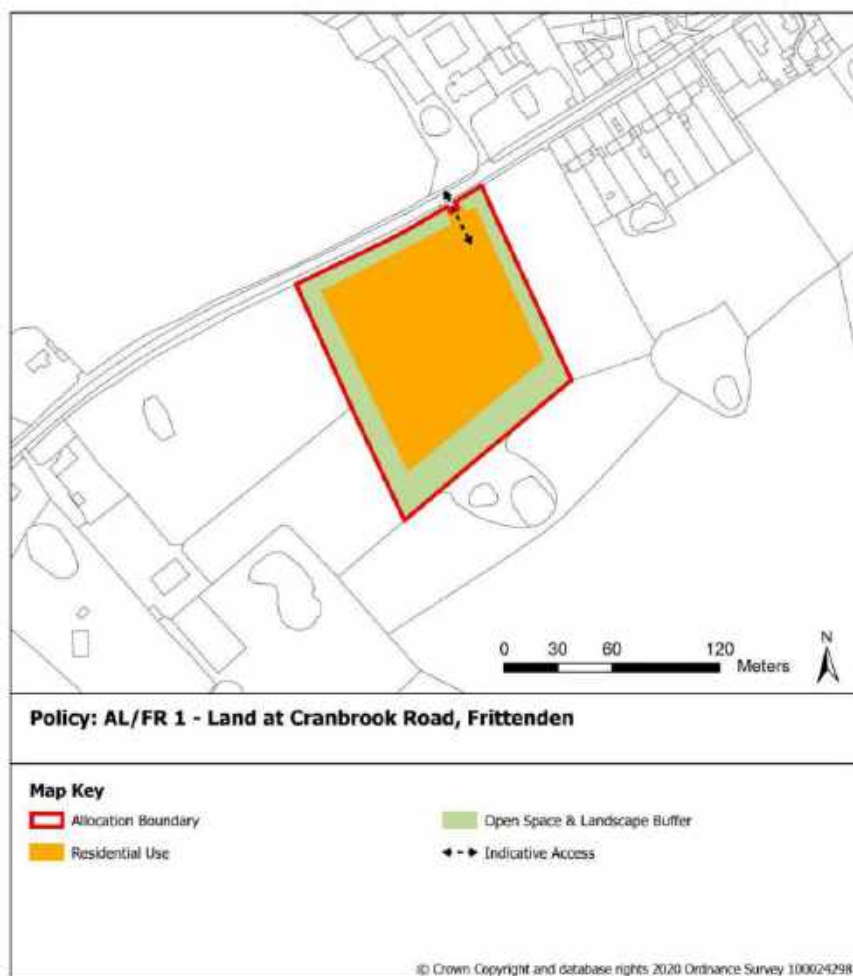 N
0 30 60 120
Meters
Policy: AL/FR 1 - Land at Cranbrook Road, Frittenden
Map Key
Allocation Boundary
Open Space & Landscape Buffer
Residential Use
Indicative Access
© Crown Copyright and database rights 2020 Ordnance Survey 100024298